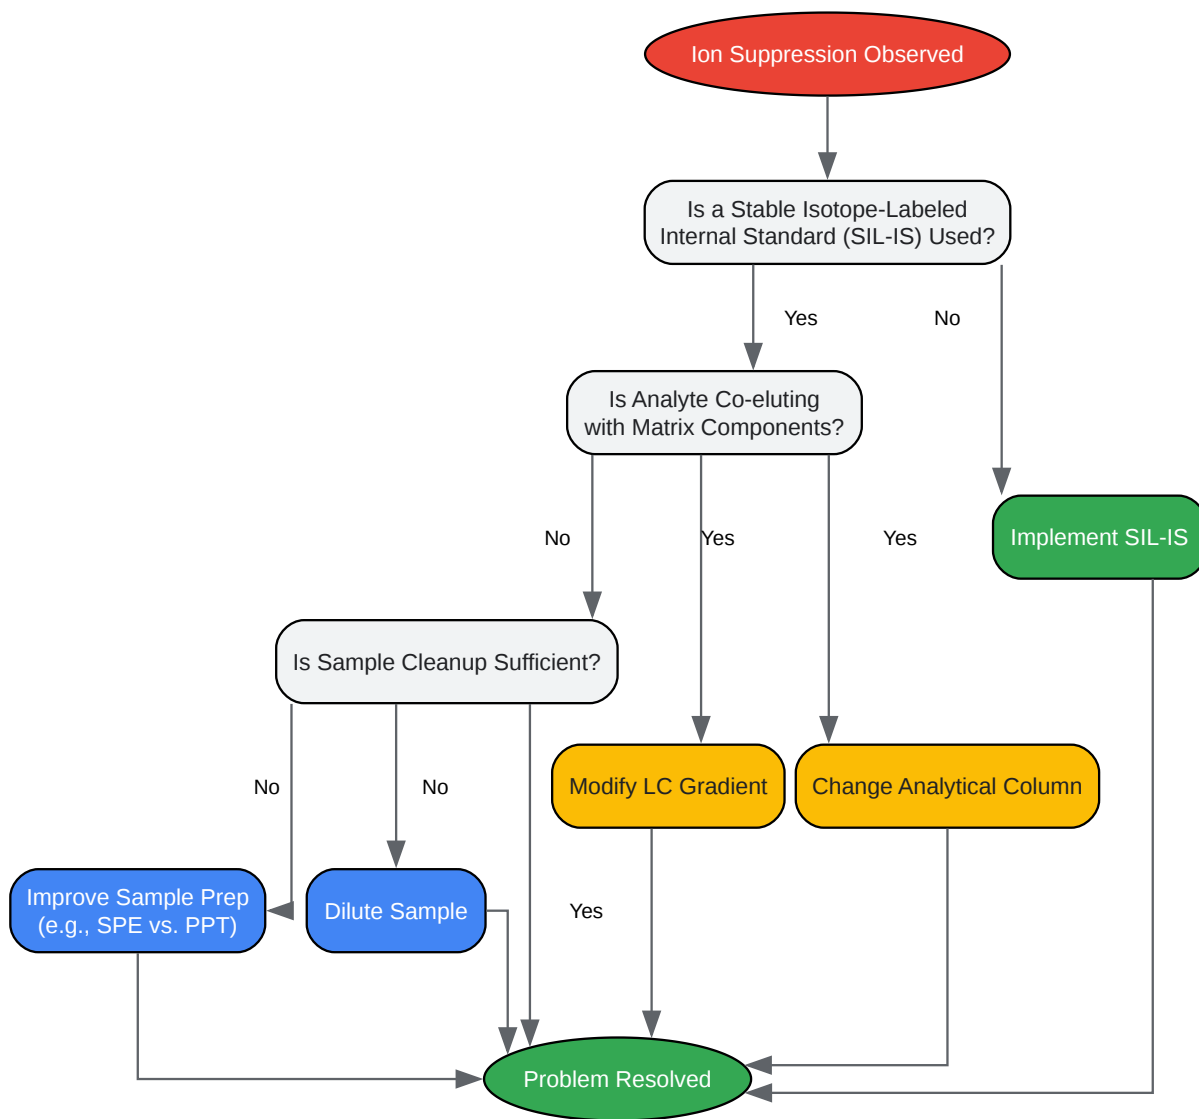 Ion Suppression Observed
Is a Stable Isotope-Labeled
Internal Standard (SIL-IS) Used?
Yes
No
Is Analyte Co-eluting
with Matrix Components?
No
Yes
Yes
Implement SIL-IS
Is Sample Cleanup Sufficient?
No
No
Modify LC Gradient
Change Analytical Column
Improve Sample Prep
(e.g., SPE vs. PPT)
Dilute Sample
Yes
Problem Resolved